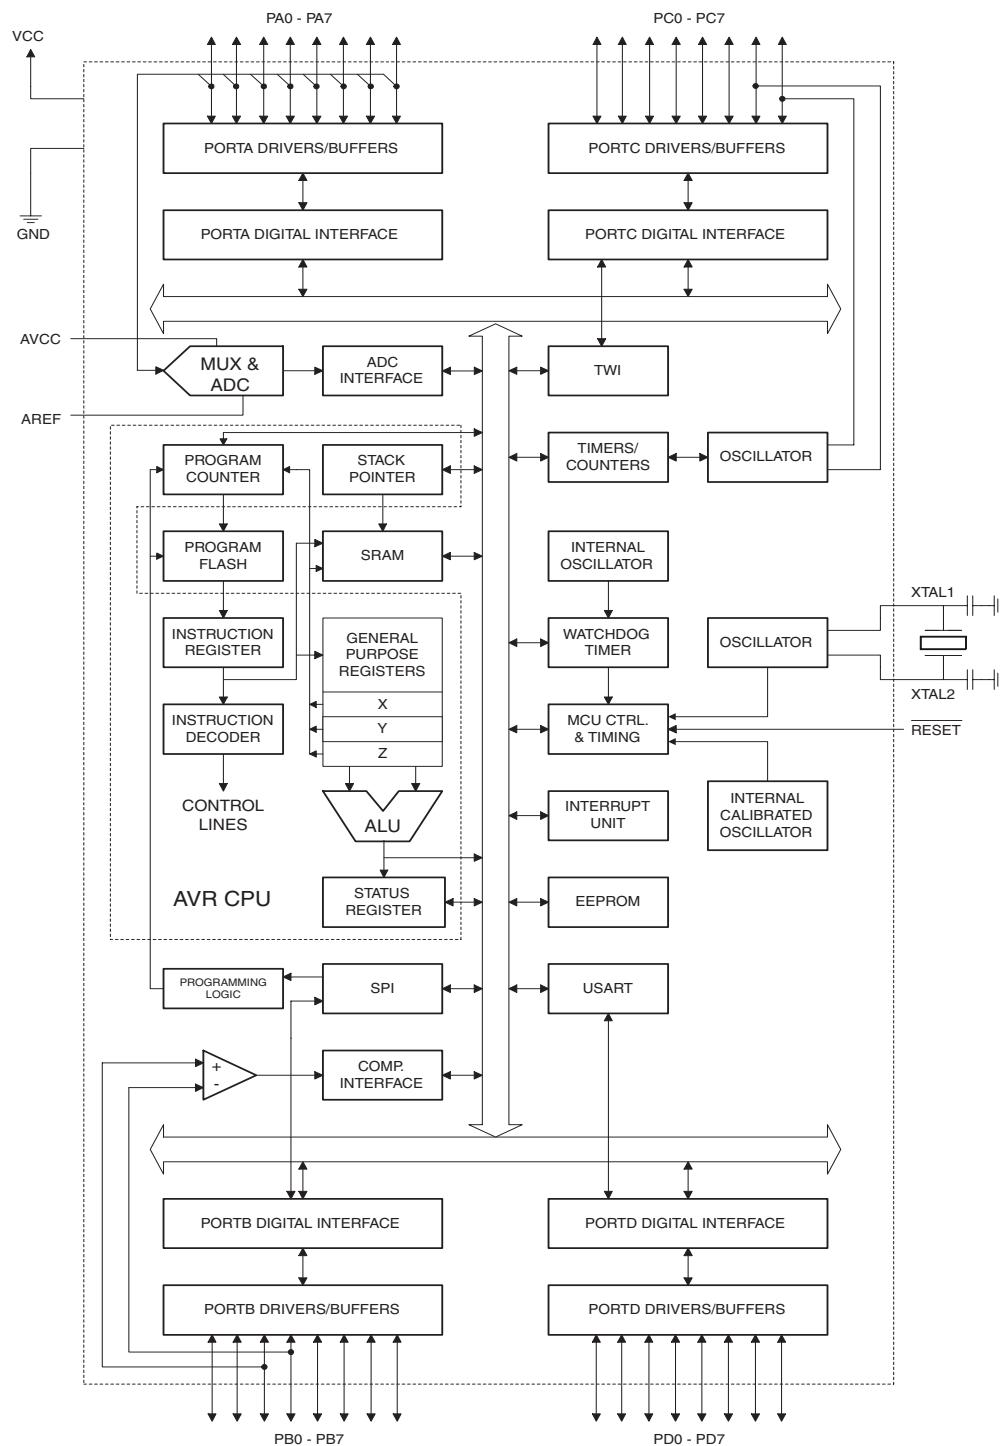 PA0 - PA7
PC0 - PC7
VCC
PORTA DRIVERS/BUFFERS
PORTC DRIVERS/BUFFERS
GND
PORTA DIGITAL INTERFACE
PORTC DIGITAL INTERFACE
AVCC
MUX &
ADC
ADC
INTERFACE
TWI
AREF
PROGRAM
COUNTER
STACK
POINTER
TIMERS/
COUNTERS
OSCILLATOR
PROGRAM
FLASH
SRAM
INTERNAL
OSCILLATOR
XTAL1
INSTRUCTION
REGISTER
GENERAL
PURPOSE
REGISTERS
WATCHDOG
TIMER
OSCILLATOR
XTAL2
X
INSTRUCTION
DECODER
Y
MCU CTRL.
& TIMING
RESET
Z
CONTROL
LINES
ALU
INTERRUPT
UNIT
INTERNAL
CALIBRATED
OSCILLATOR
AVR CPU
STATUS
REGISTER
EEPROM
PROGRAMMING
LOGIC
SPI
USART
+
-
COMP.
INTERFACE
PORTB DIGITAL INTERFACE
PORTD DIGITAL INTERFACE
PORTB DRIVERS/BUFFERS
PORTD DRIVERS/BUFFERS
PB0 - PB7
PD0 - PD7